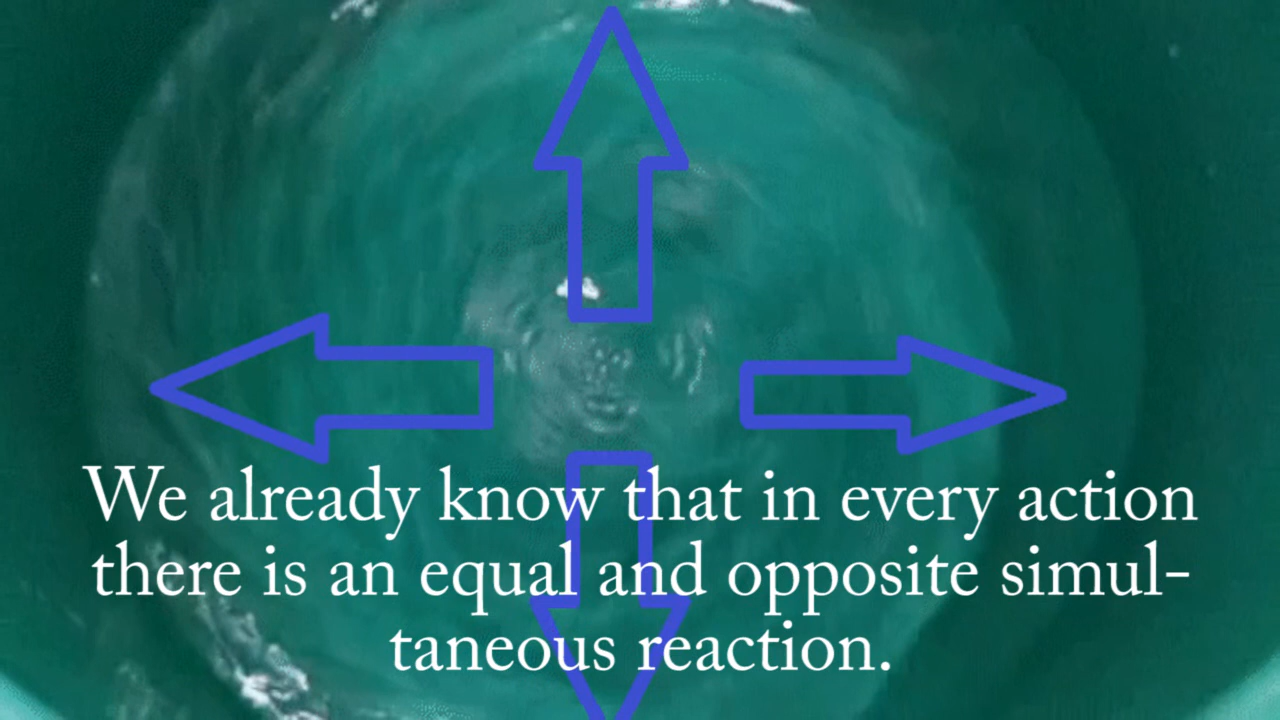 We already know that in every action
there is an equal and opposite simul-
taneous reaction.